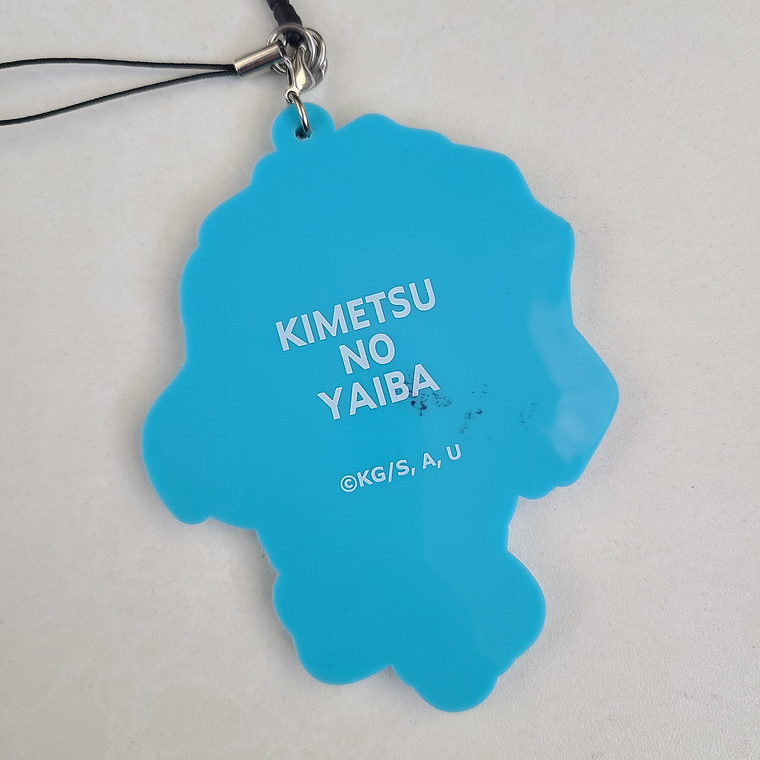 KIMETSU
NO
YAIBA
©KG/S, A, U